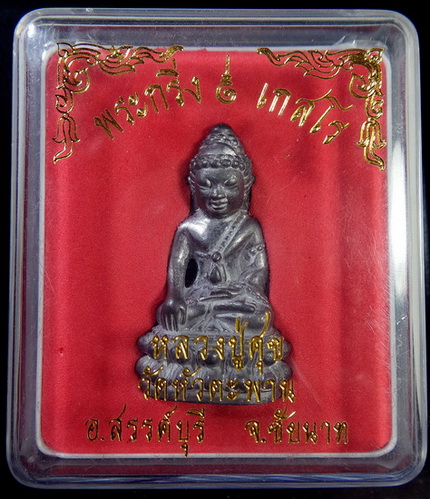 พระกริ่ง ๑ เกสโร
หลวงปู่ศุข
วัดหัวตะพาน
อ.สรรค์บุรี จ.ชัยนาท